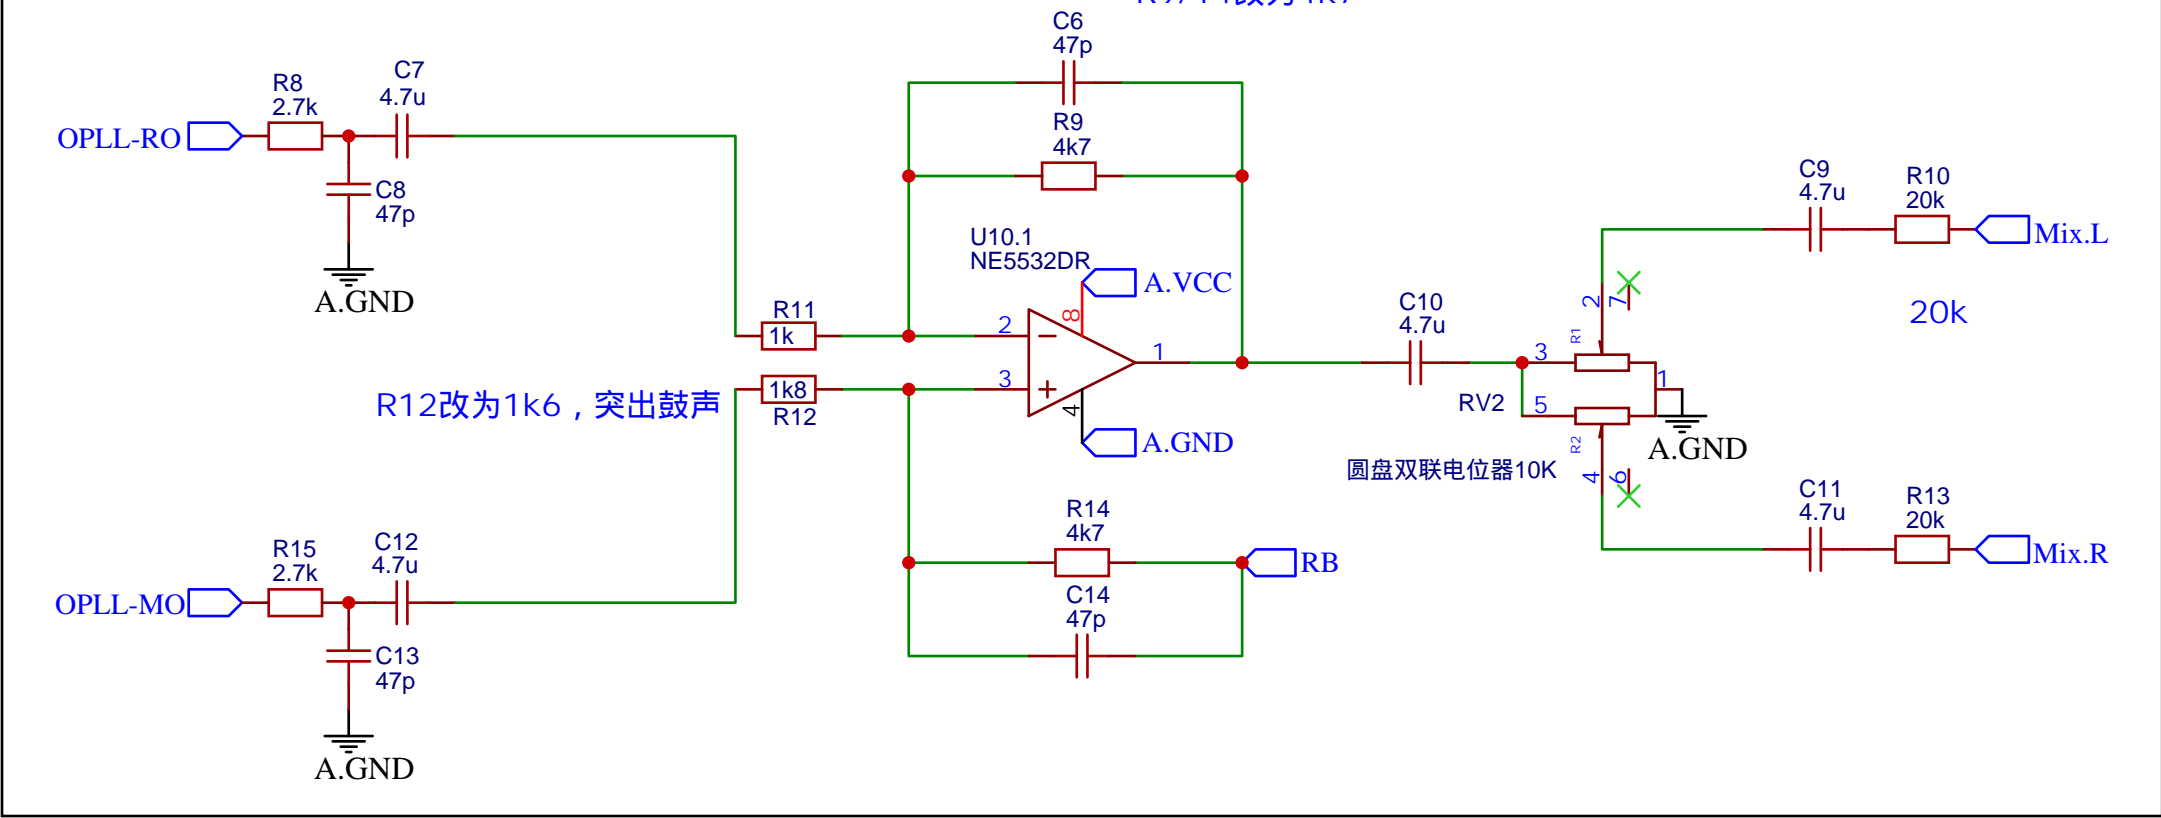 C6
47p
R8
2.7k
C7
4.7u
OPLL-RO
C8
47p
A.GND
R9
4k7
U10.1
NE5532DR
A.VCC
8
R11
1k
2
3
1
4
A.GND
R12改为1k6，突出鼓声
1k8
R12
C10
4.7u
C9
4.7u
R10
20k
Mix.L
20k
2
7
R1
3
1
RV2
5
R2
A.GND
圆盘双联电位器10K
4
6
C11
4.7u
R13
20k
Mix.R
R14
4k7
RB
C14
47p
R15
2.7k
C12
4.7u
OPLL-MO
C13
47p
A.GND